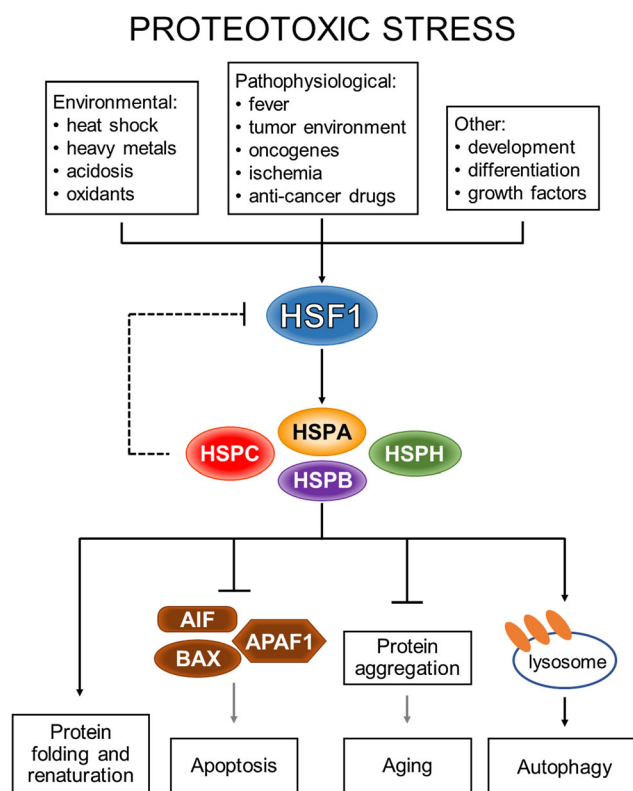 PROTEOTOXIC STRESS
Environmental:
• heat shock
• heavy metals
• acidosis
• oxidants
Pathophysiological:
• fever
• tumor environment
• oncogenes
• ischemia
• anti-cancer drugs
Other:
• development
• differentiation
• growth factors
HSF1
HSPA
HSPC
HSPH
HSPB
AIF
APAF1
BAX
Protein
aggregation
lysosome
Protein
folding and
renaturation
Apoptosis
Aging
Autophagy